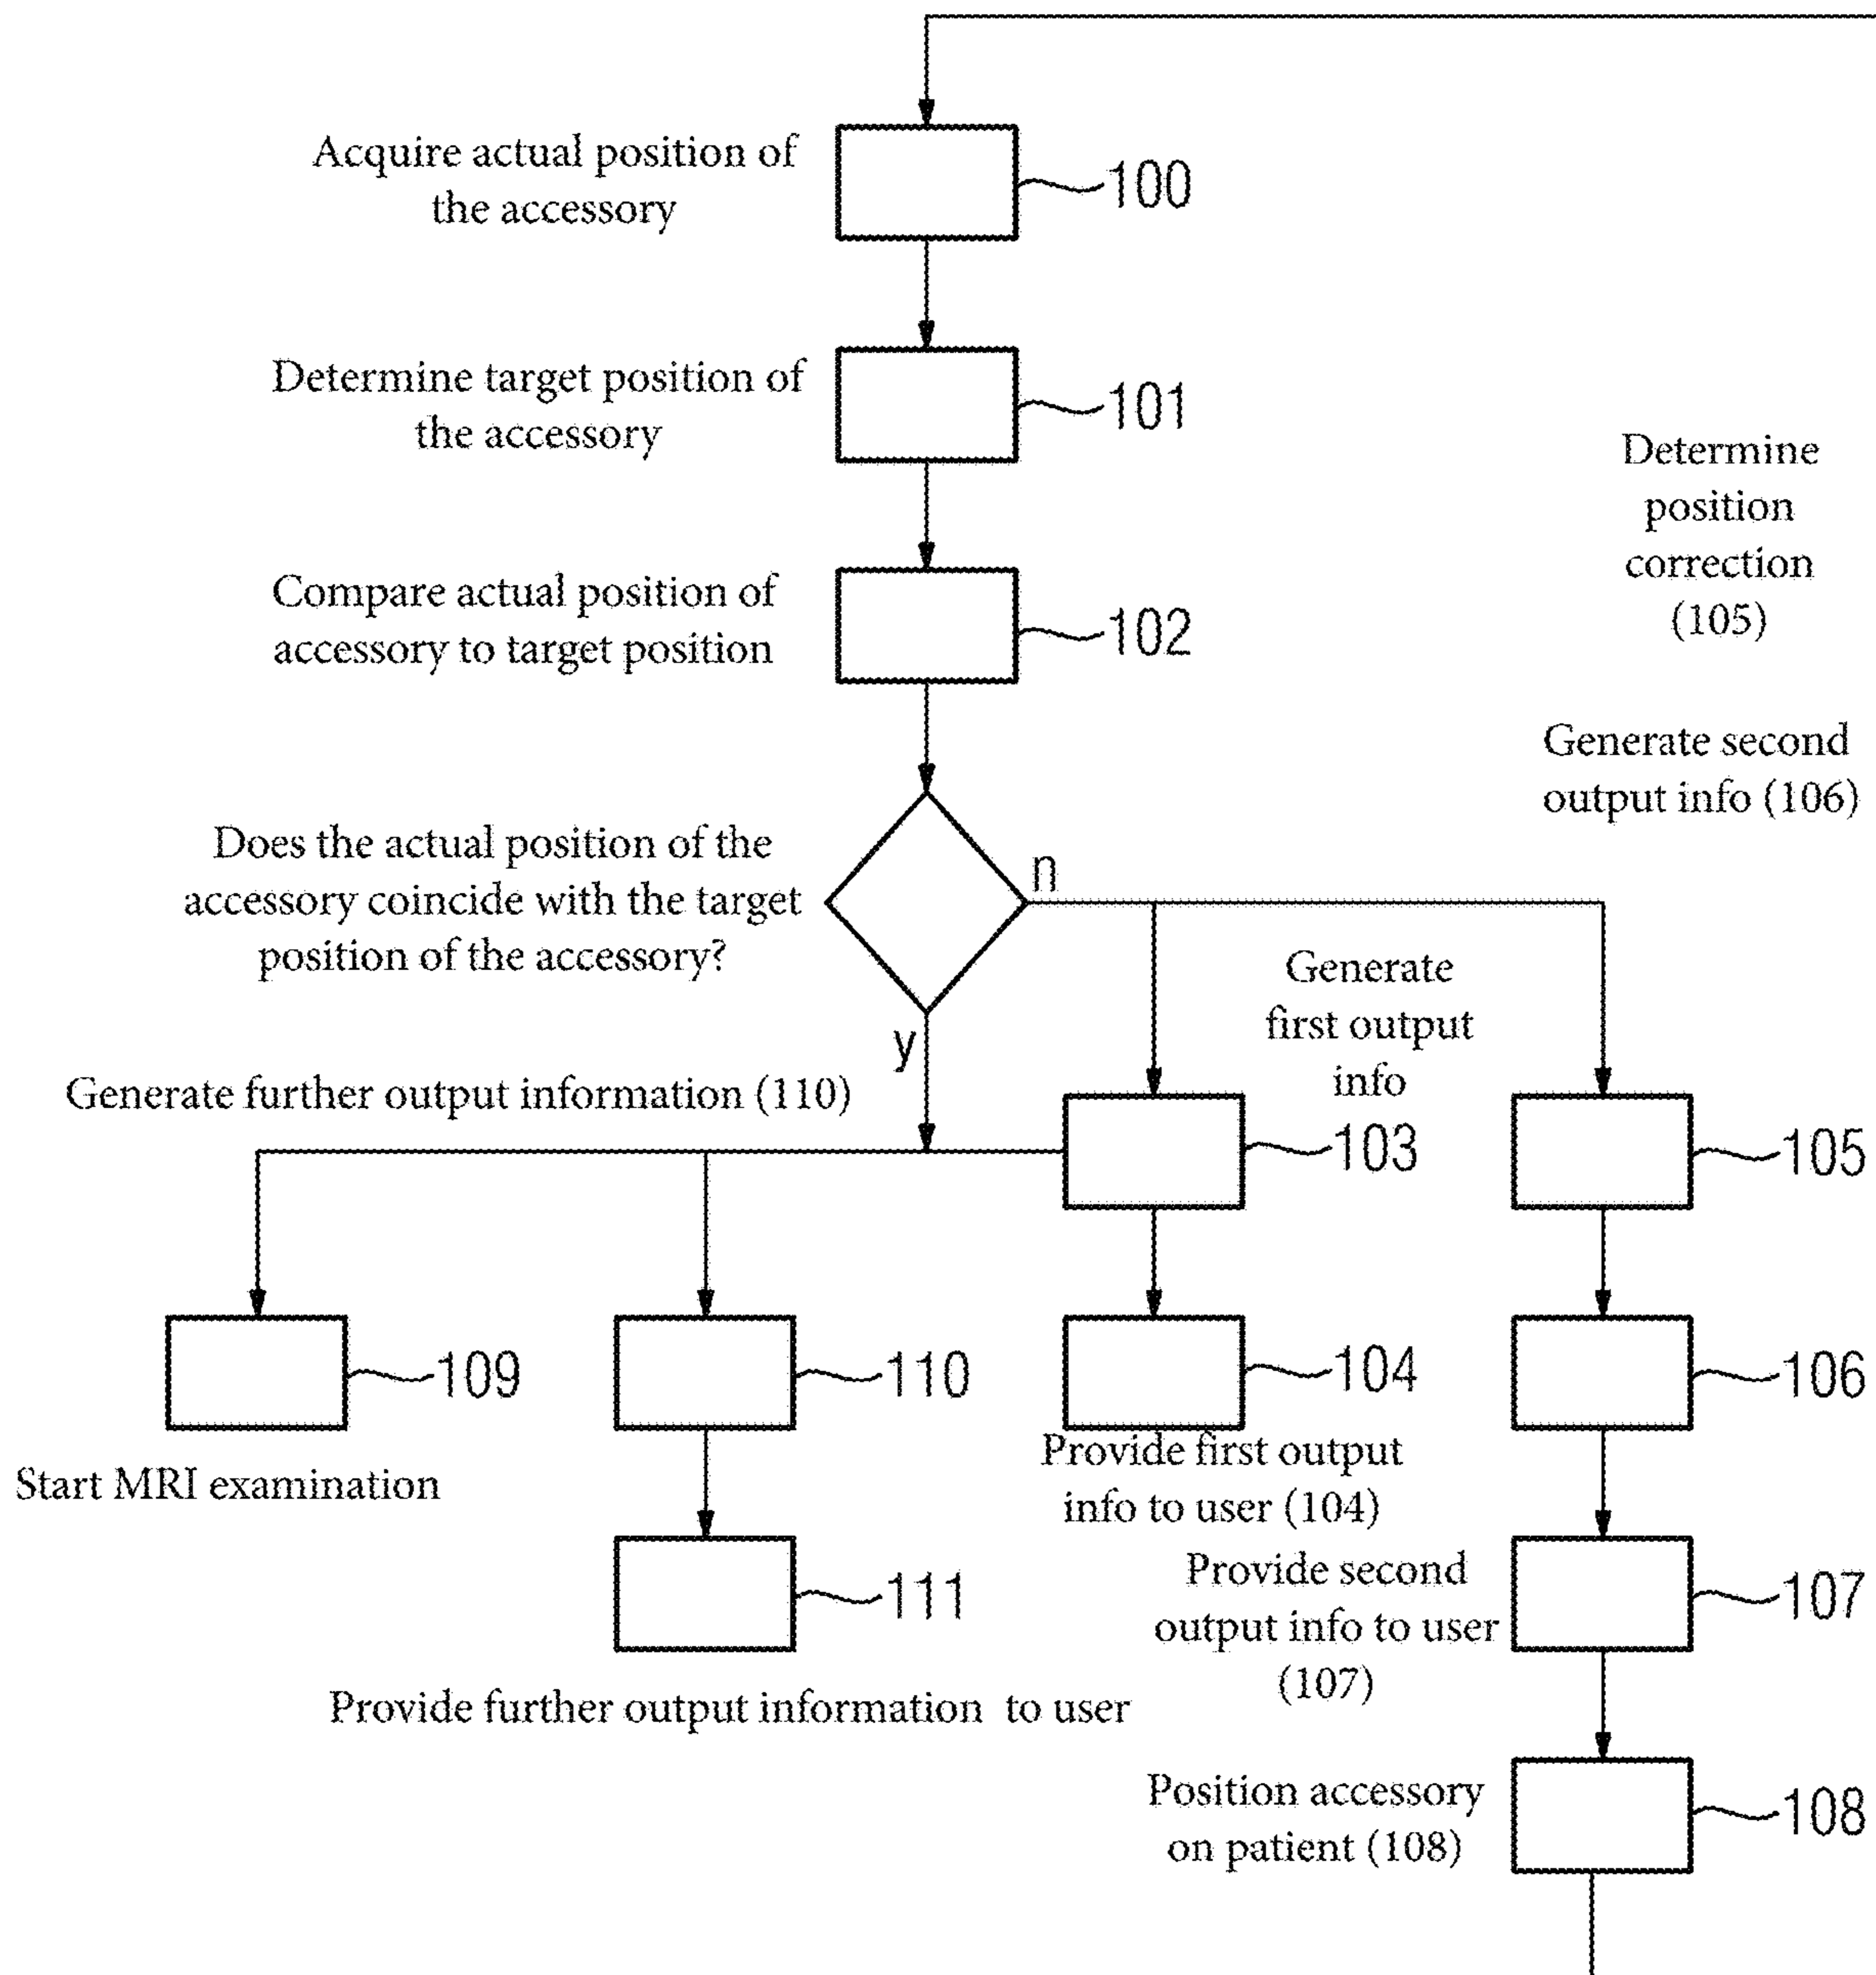 Acquire actual position of
the accessory
100
Determine target position of
the accessory
101
Determine
position
correction
(105)
Compare actual position of
accessory to target position
102
Generate second
output info (106)
Does the actual position of the
accessory coincide with the target
position of the accessory?
n
y
Generate
first output
info
Generate further output information (110)
103
105
109
110
104
106
Start MRI examination
Provide first output
info to user (104)
111
Provide second
output info to user
(107)
107
Provide further output information to user
Position accessory
on patient (108)
108